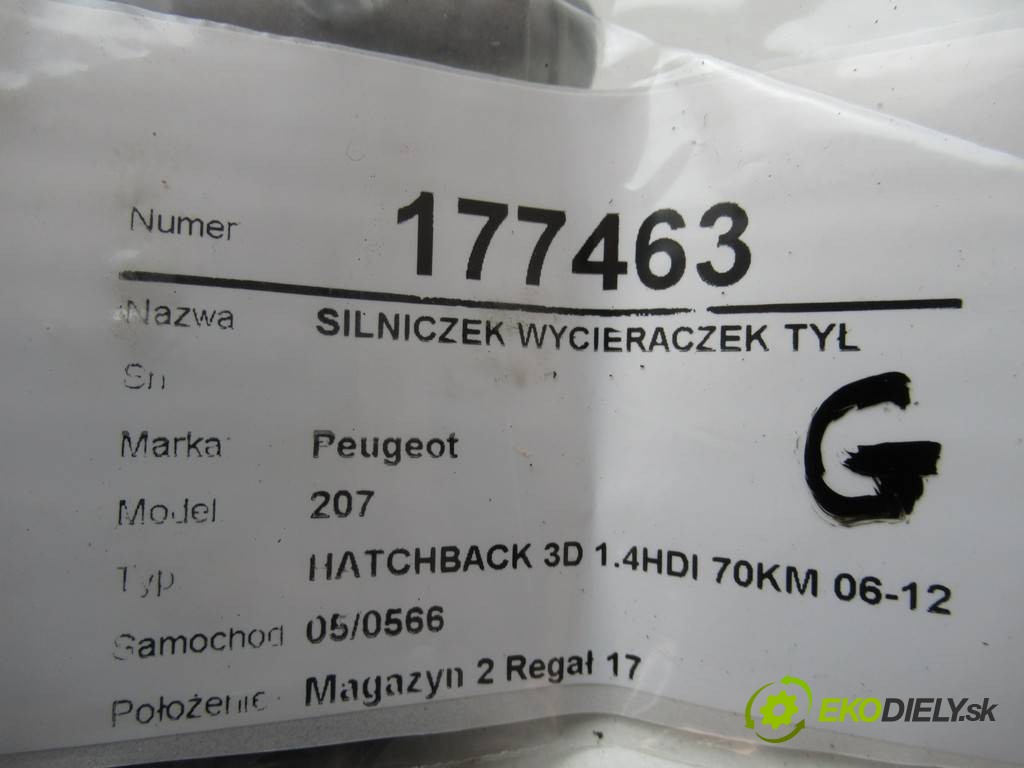 Numer 177463
Nazwa SILNICZEK WYCIERACZEK TYŁ
Sn
G
Marka Peugeot
Model 207
Typ HATCHBACK 3D 1.4HDI 70KM 06-12
Samochod 05/0566
Położenie Magazyn 2 Regał 17
EKODIELY.sk